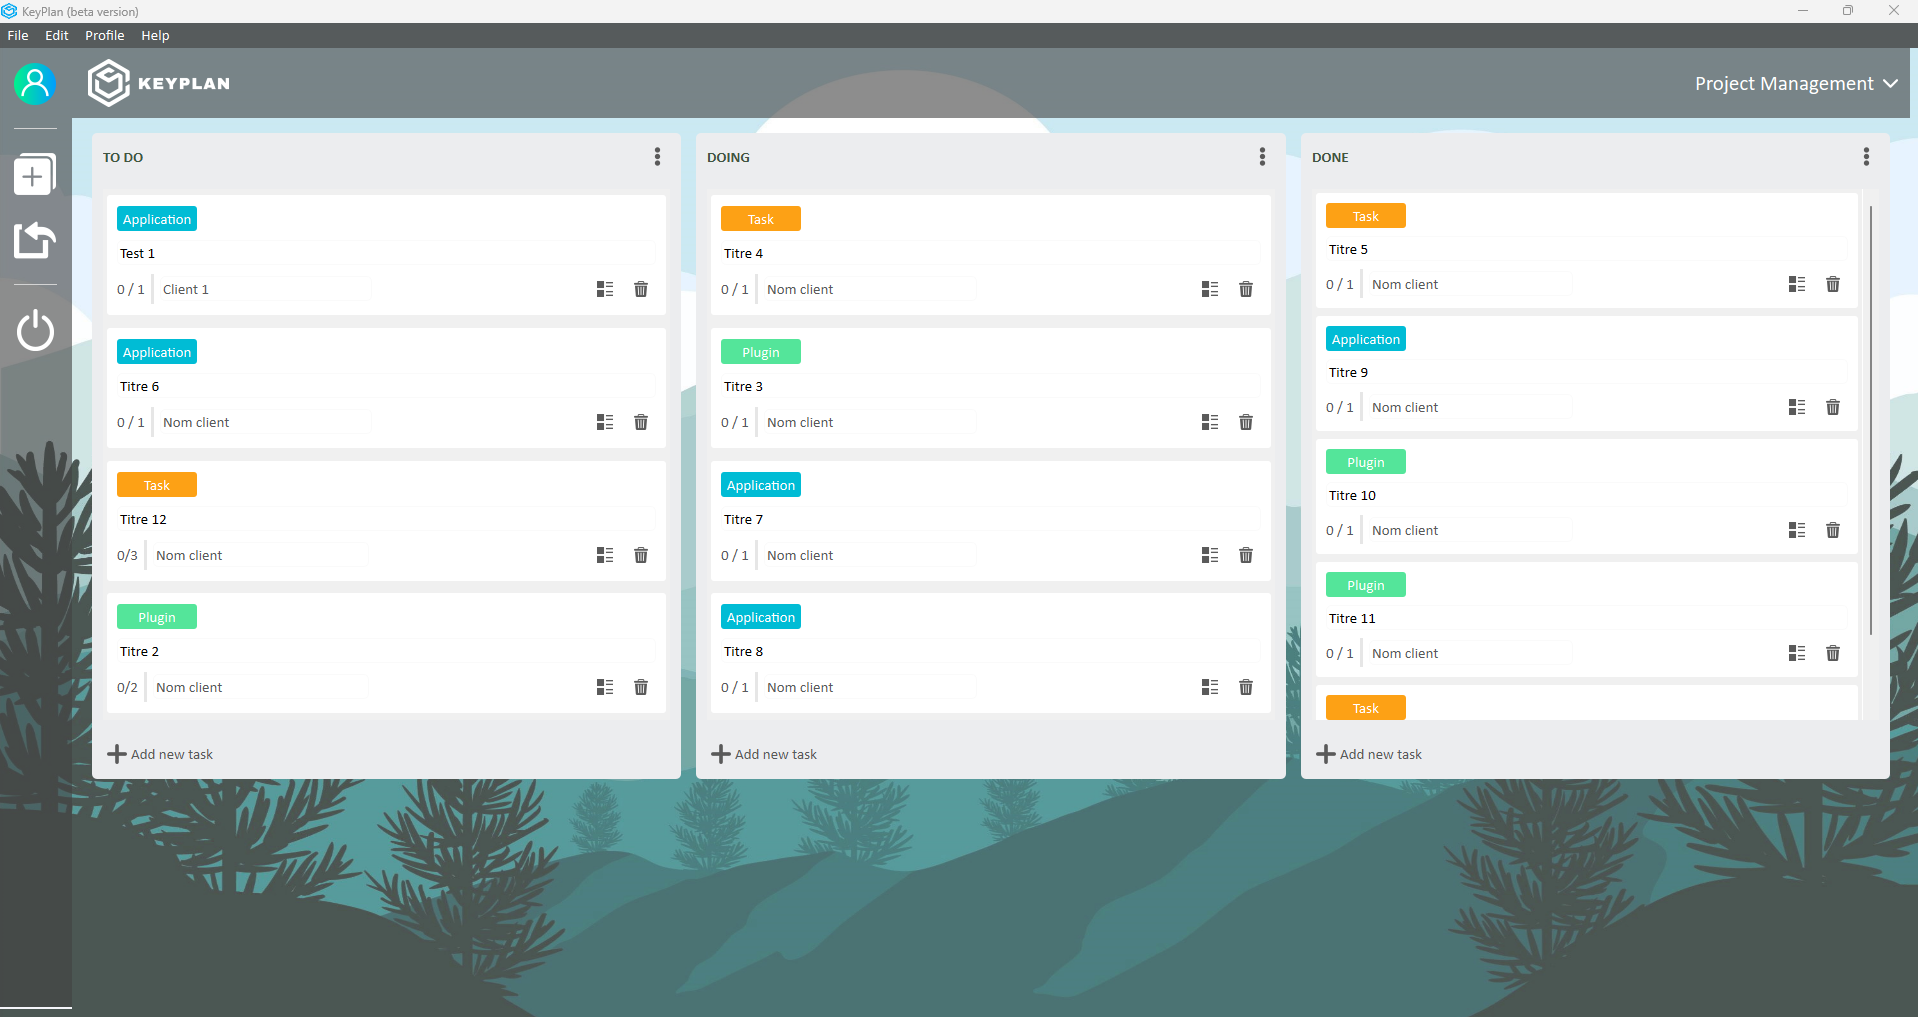 KeyPlan (beta version)
File Edit Profile Help
KEYPLAN
Project Management
TO DO
Application
Test 1
0 / 1 Client 1
Application
Titre 6
0 / 1 Nom client
Task
Titre 12
0/3 Nom client
Plugin
Titre 2
0/2 Nom client
Add new task
DOING
Task
Titre 4
0 / 1 Nom client
Plugin
Titre 3
0 / 1 Nom client
Application
Titre 7
0 / 1 Nom client
Application
Titre 8
0 / 1 Nom client
Add new task
DONE
Task
Titre 5
0 / 1 Nom client
Application
Titre 9
0 / 1 Nom client
Plugin
Titre 10
0 / 1 Nom client
Plugin
Titre 11
0 / 1 Nom client
Task
Add new task